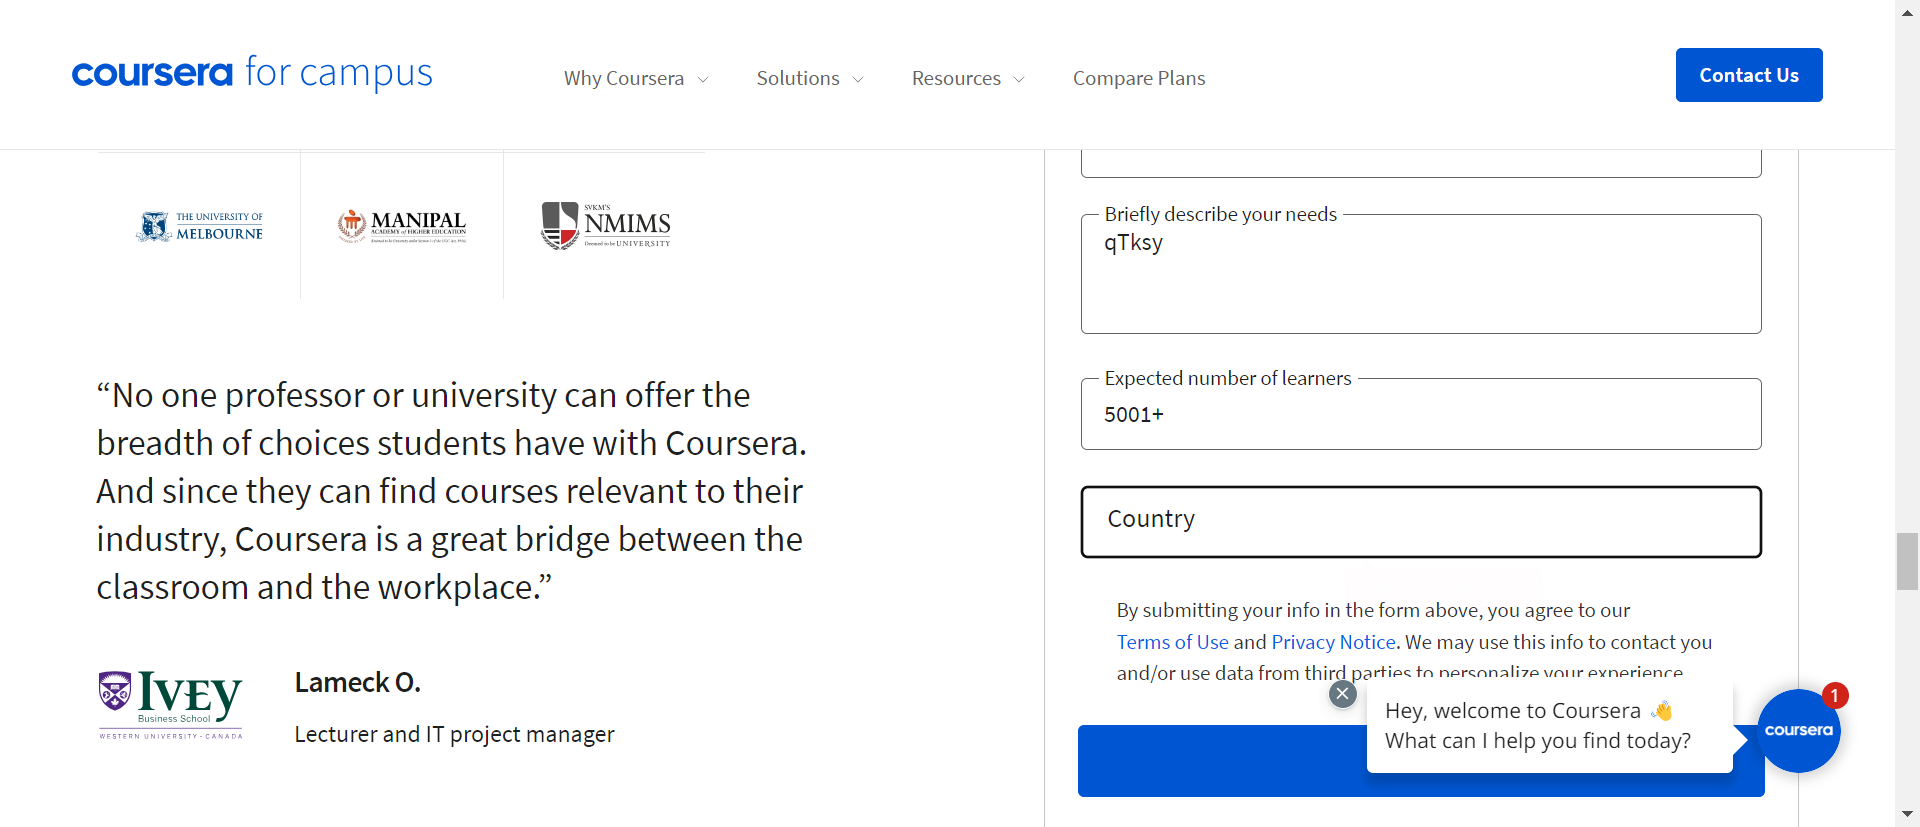 coursera for campus
Why Coursera
Solutions
Resources
Compare Plans
Contact Us
THE UNIVERSITY OF
MELBOURNE
MANIPAL
ACADEMY of HIGHER EDUCATION
SVKM'S
NMIMS
Deemed to be UNIVERSITY
“No one professor or university can offer the
breadth of choices students have with Coursera.
And since they can find courses relevant to their
industry, Coursera is a great bridge between the
classroom and the workplace.”
IVEY
Business School
WESTERN UNIVERSITY · CANADA
Lameck O.
Lecturer and IT project manager
Briefly describe your needs
qTksy
Expected number of learners
5001+
Country
By submitting your info in the form above, you agree to our
Terms of Use and Privacy Notice. We may use this info to contact you
and/or use data from third parties to personalize your experience
Hey, welcome to Coursera 👋
What can I help you find today?
1
coursera